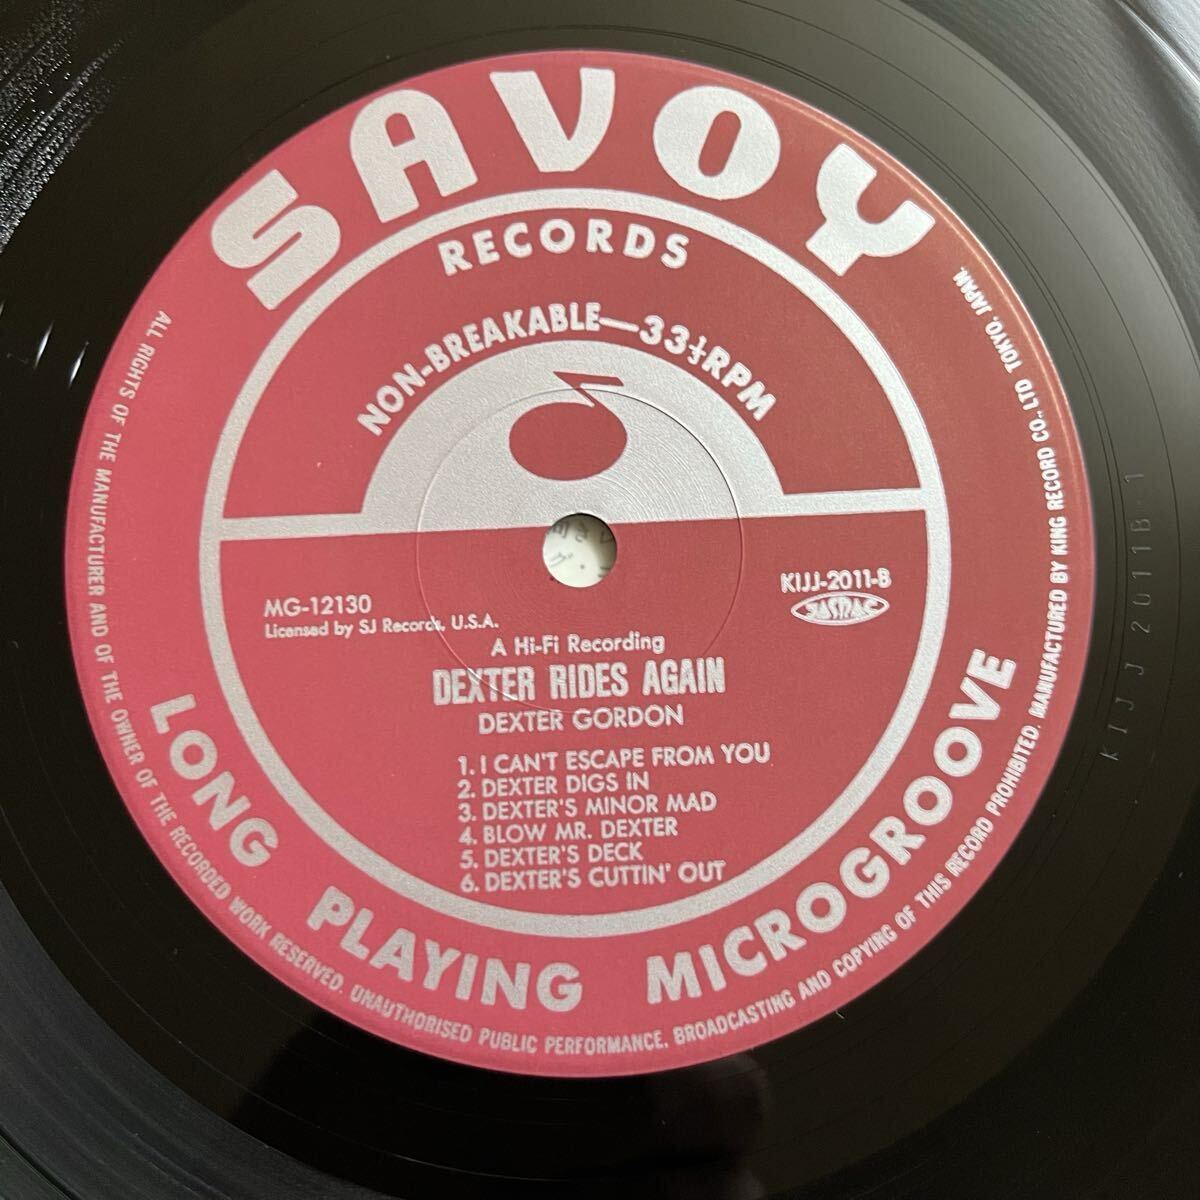 SAVOY
RECORDS
NON-BREAKABLE—33⅓RPM
MG-12130
Licensed by SJ Records, U.S.A.
KIJJ-2011-B
JASRAC
A Hi-Fi Recording
DEXTER RIDES AGAIN
DEXTER GORDON
1. I CAN'T ESCAPE FROM YOU
2. DEXTER DIGS IN
3. DEXTER'S MINOR MAD
4. BLOW MR. DEXTER
5. DEXTER'S DECK
6. DEXTER'S CUTTIN' OUT
LONG PLAYING MICROGROOVE
ALL RIGHTS OF THE MANUFACTURER AND OF THE OWNER OF THE RECORDED WORK RESERVED. UNAUTHORISED PUBLIC PERFORMANCE. BROADCASTING AND COPYING OF THIS RECORD PROHIBITED. MANUFACTURED BY KING RECORD CO., LTD TOKYO, JAPAN.
KIJJ 2011B-1